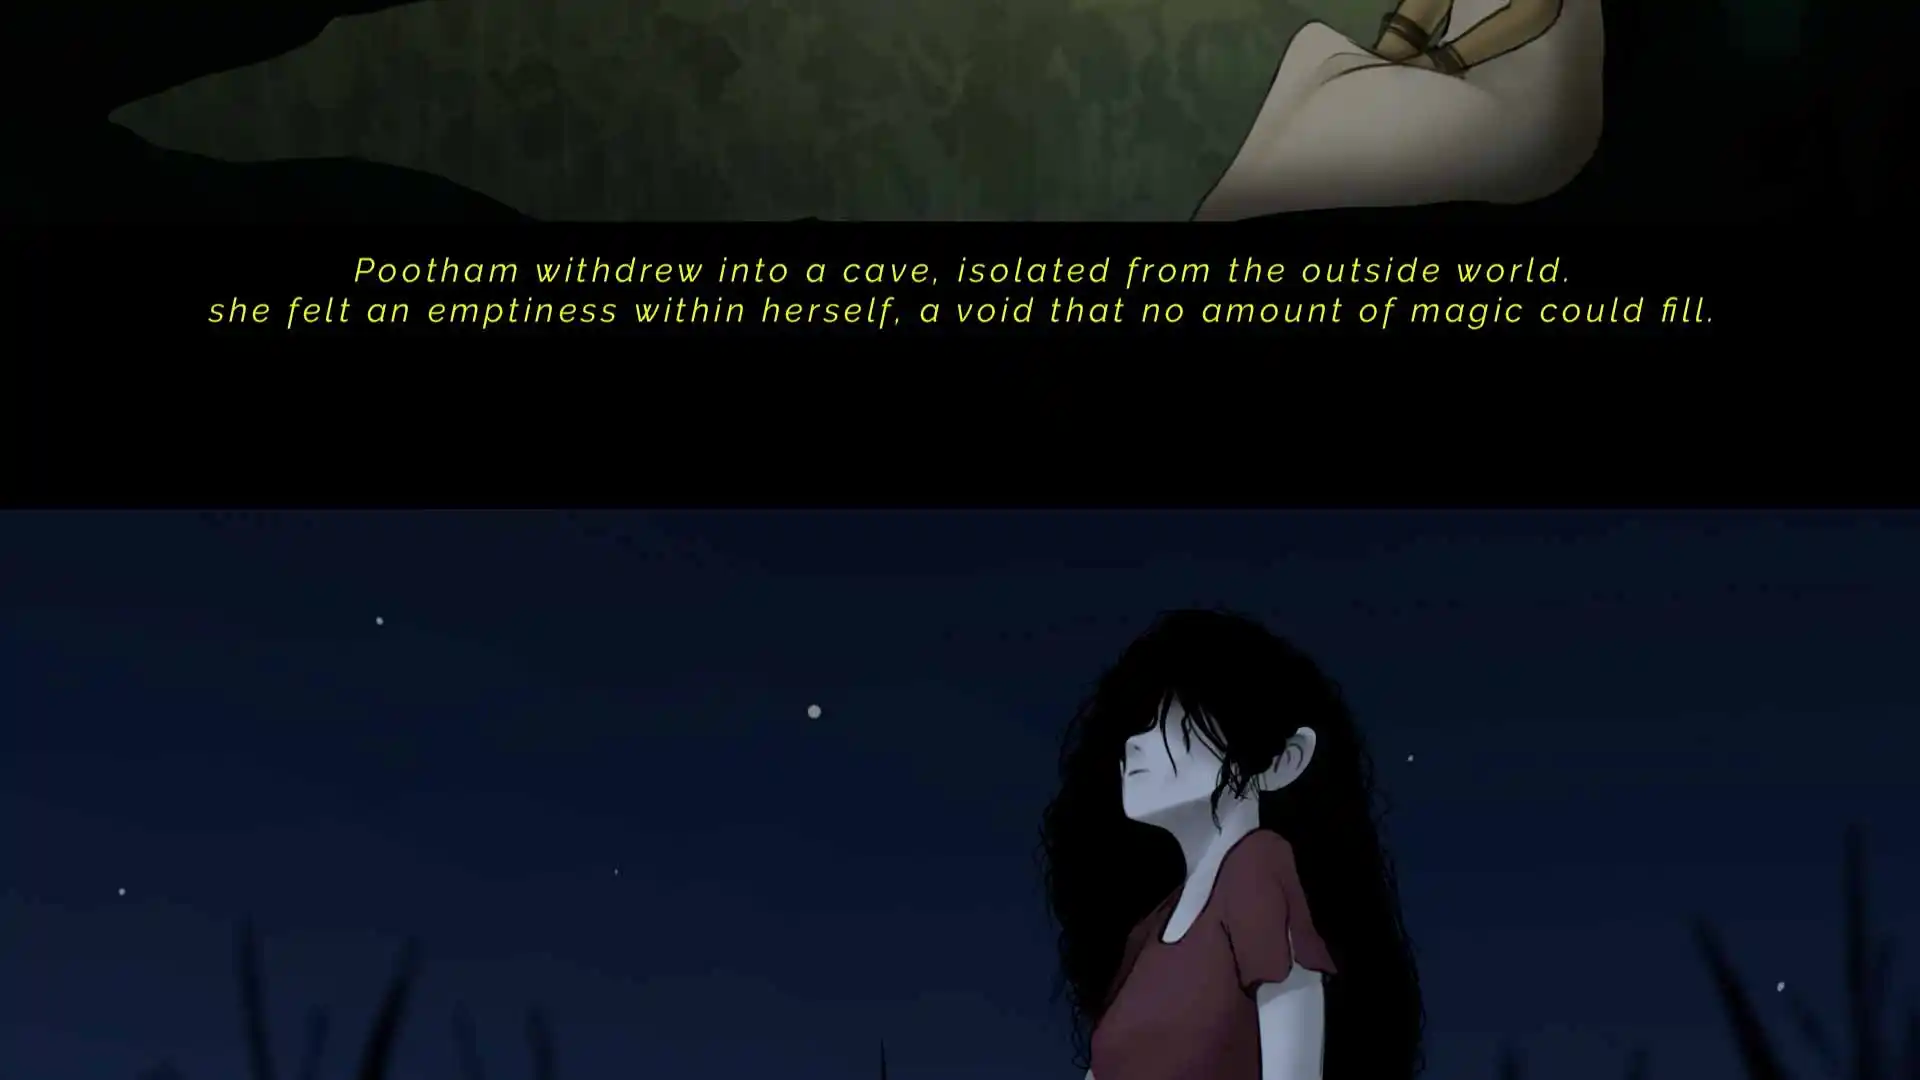 Pootham withdrew into a cave, isolated from the outside world.
she felt an emptiness within herself, a void that no amount of magic could fill.